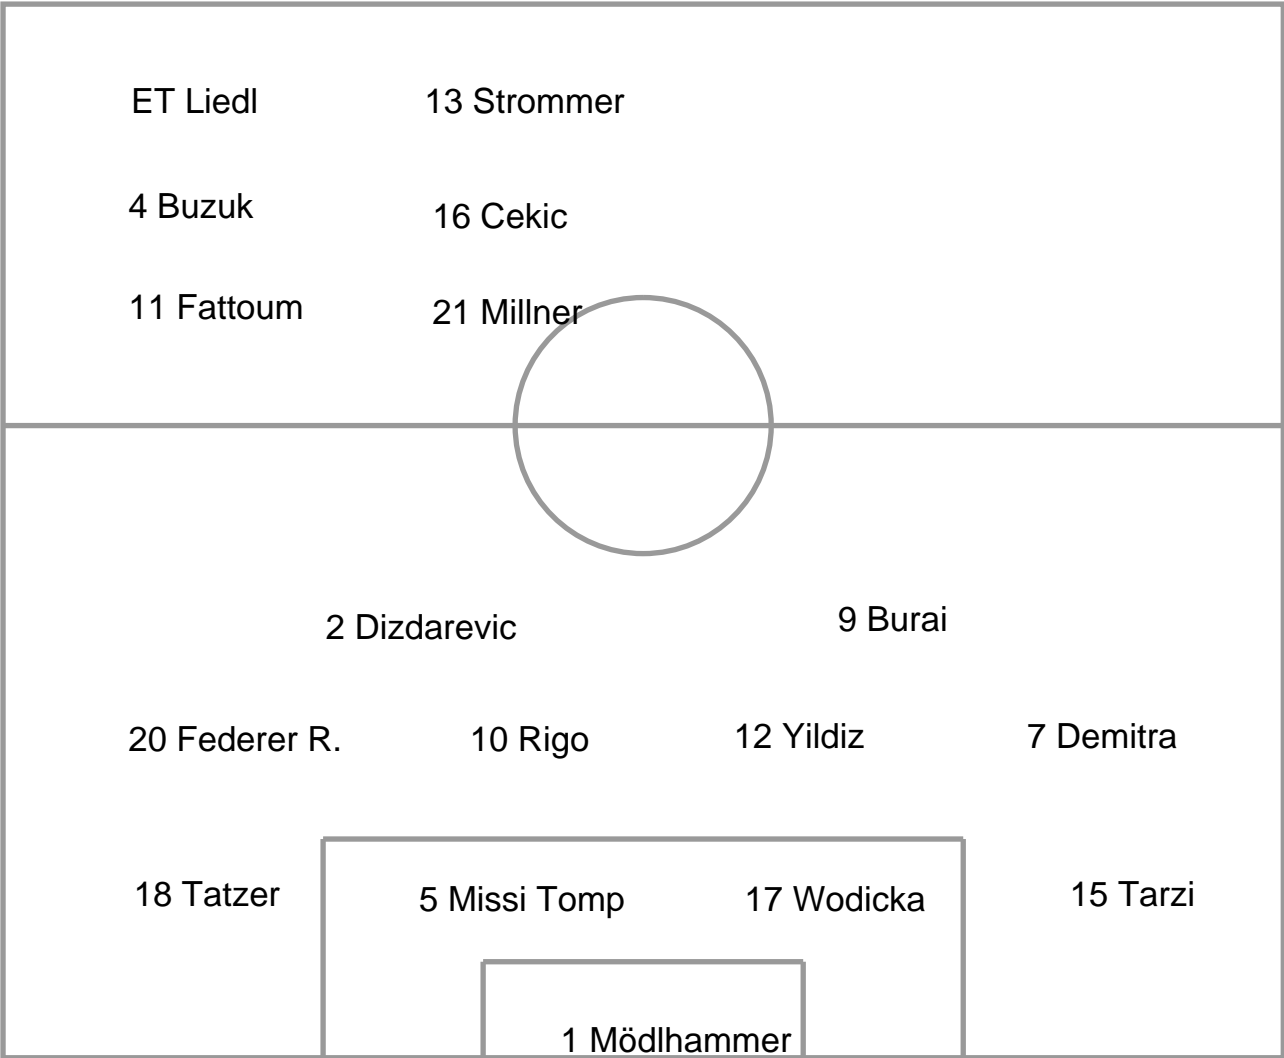 ET Liedl 13 Strommer
4 Buzuk 16 Cekic
11 Fattoum 21 Millner
2 Dizdarevic 9 Burai
20 Federer R. 10 Rigo 12 Yildiz 7 Demitra
18 Tatzer 5 Missi Tomp 17 Wodicka 15 Tarzi
1 Mödlhammer